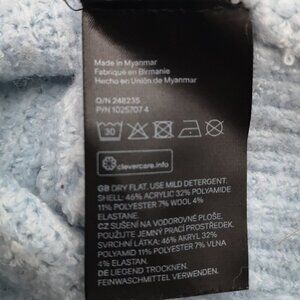 Made in Myanmar
Fabriqué en Birmanie
Hecho en Unión de Myanmar
O/N 248235
P/N 1025707 4
30
clevercare.info
GB DRY FLAT. USE MILD DETERGENT.
SHELL: 46% ACRYLIC 32% POLYAMIDE
11% POLYESTER 7% WOOL 4%
ELASTANE.
CZ SUŠENÍ NA VODOROVNÉ PLOŠE.
POUŽIJTE JEMNÝ PRACÍ PROSTŘEDEK.
SVRCHNÍ LÁTKA: 46% AKRYL 32%
POLYAMID 11% POLYESTER 7% VLNA
4% ELASTAN.
DE LIEGEND TROCKNEN.
FEINWASCHMITTEL VERWENDEN.